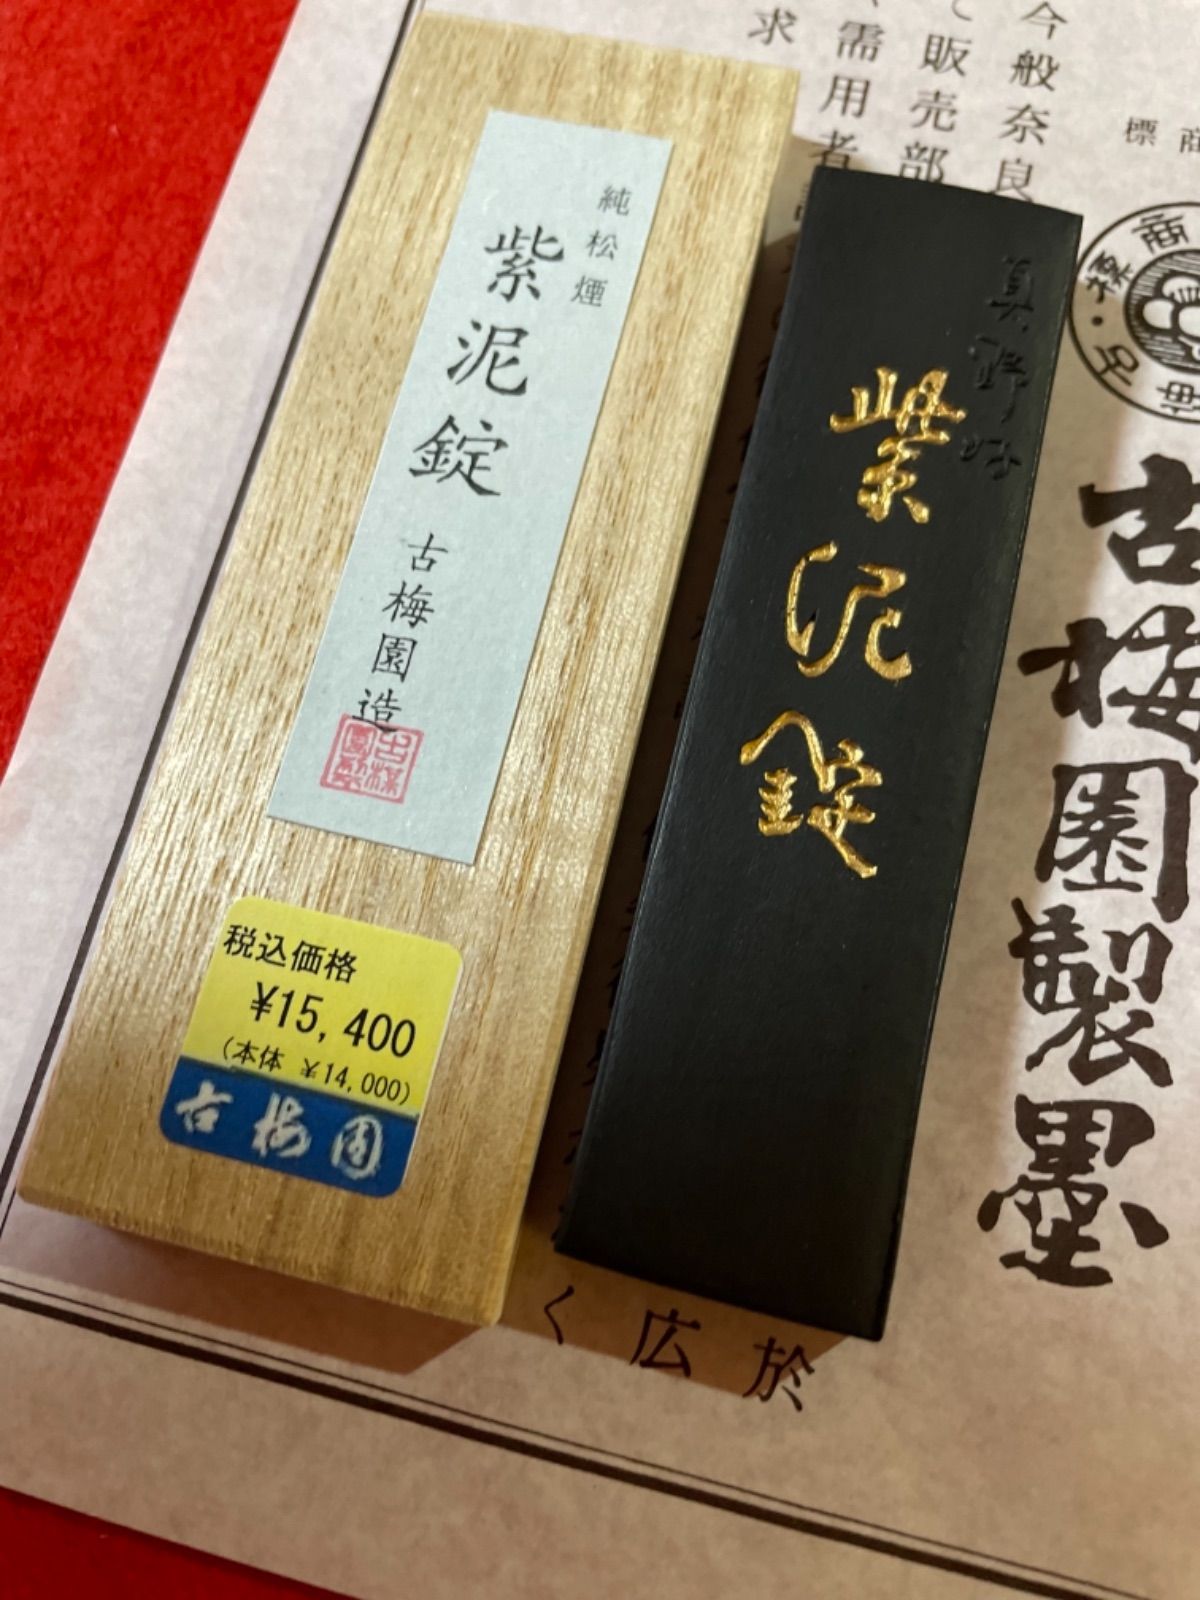 純松煙
紫泥錠
古梅園造
税込価格
¥15,400
(本体 ¥14,000)
古梅園
紫泥錠
今般奈良
販売部
需用者
求
於
広
く
商標
古梅園製墨